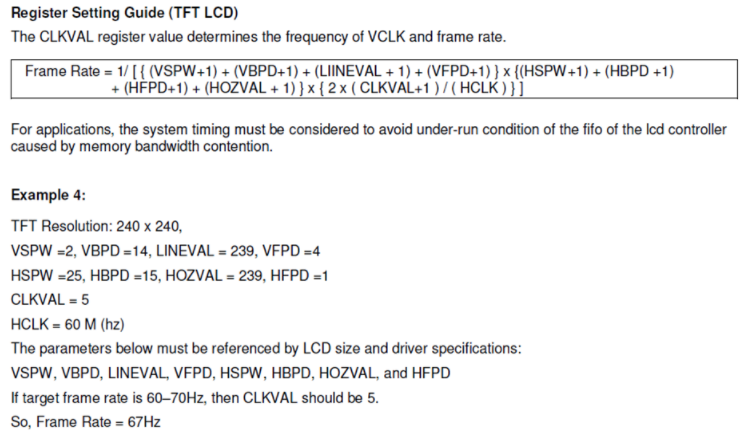 Register Setting Guide (TFT LCD)
The CLKVAL register value determines the frequency of VCLK and frame rate.
Frame Rate = 1/ [ { (VSPW+1) + (VBPD+1) + (LIINEVAL + 1) + (VFPD+1) } x {(HSPW+1) + (HBPD +1)
+ (HFPD+1) + (HOZVAL + 1) } x { 2 x ( CLKVAL+1 ) / ( HCLK ) } ]
For applications, the system timing must be considered to avoid under-run condition of the fifo of the lcd controller
caused by memory bandwidth contention.
Example 4:
TFT Resolution: 240 x 240,
VSPW =2, VBPD =14, LINEVAL = 239, VFPD =4
HSPW =25, HBPD =15, HOZVAL = 239, HFPD =1
CLKVAL = 5
HCLK = 60 M (hz)
The parameters below must be referenced by LCD size and driver specifications:
VSPW, VBPD, LINEVAL, VFPD, HSPW, HBPD, HOZVAL, and HFPD
If target frame rate is 60–70Hz, then CLKVAL should be 5.
So, Frame Rate = 67Hz